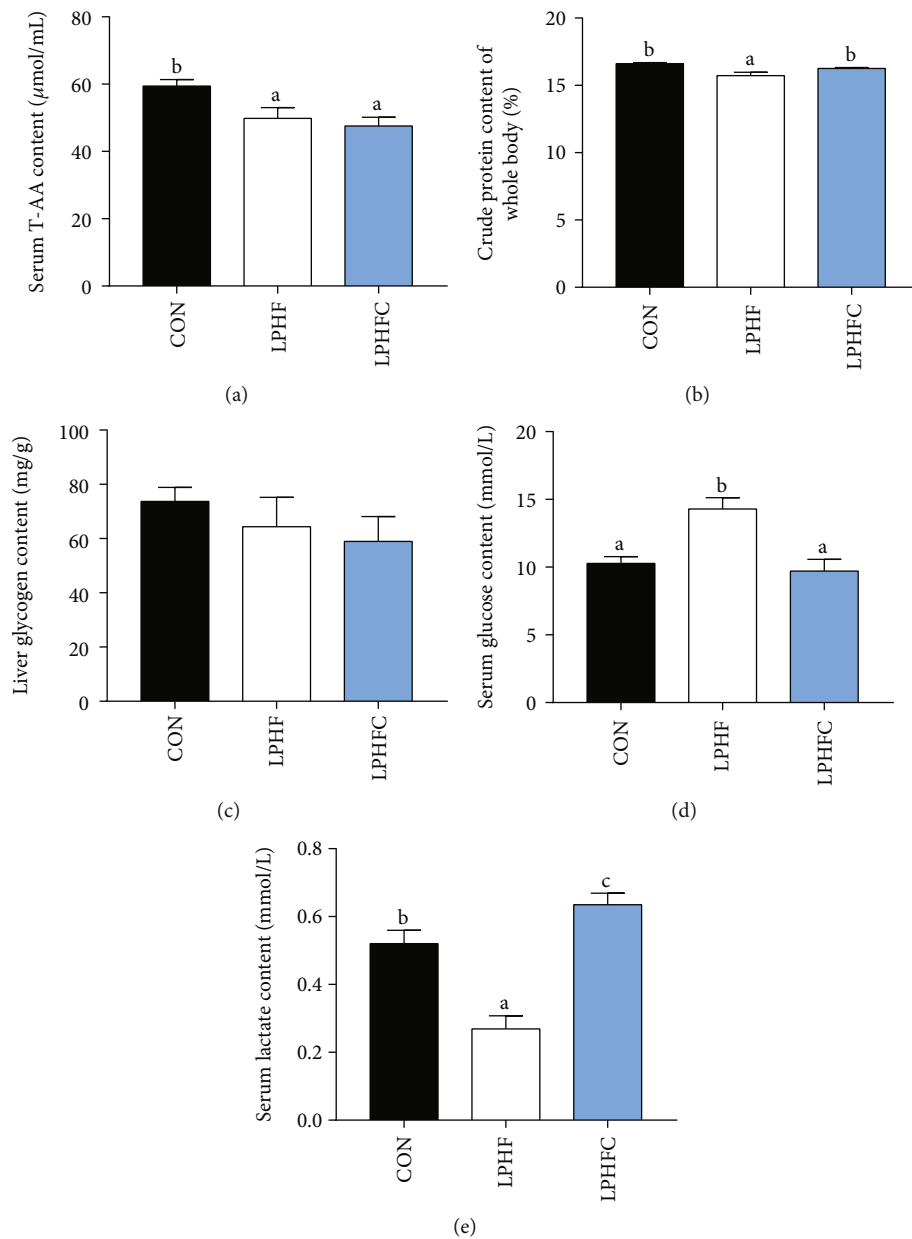 Serum T-AA content (μmol/mL)
80
60
40
20
0
b
a
a
CON
LPHF
LPHFC
(a)
Crude protein content of
whole body (%)
20
15
10
5
0
b
a
b
CON
LPHF
LPHFC
(b)
Liver glycogen content (mg/g)
100
80
60
40
20
0
CON
LPHF
LPHFC
(c)
Serum glucose content (mmol/L)
20
15
10
5
0
a
b
a
CON
LPHF
LPHFC
(d)
Serum lactate content (mmol/L)
0.8
0.6
0.4
0.2
0.0
b
a
c
CON
LPHF
LPHFC
(e)